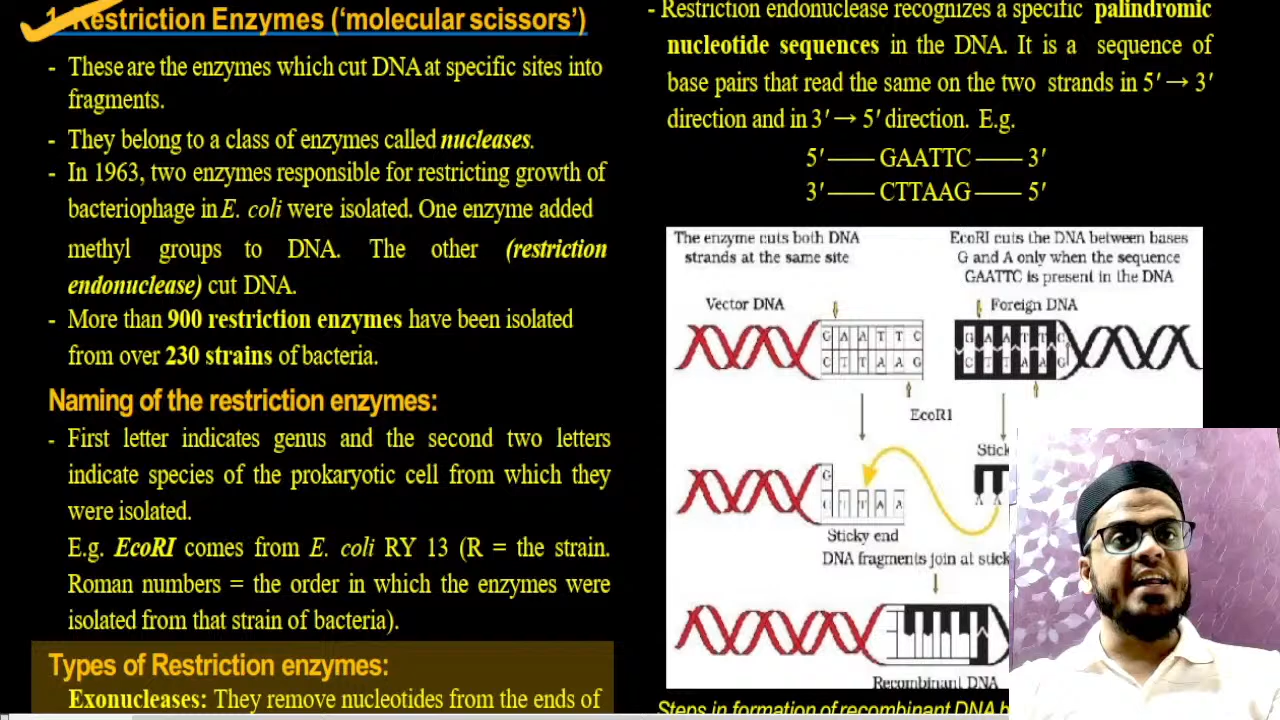 1. Restriction Enzymes (‘molecular scissors’)
- These are the enzymes which cut DNA at specific sites into
fragments.
- They belong to a class of enzymes called nucleases.
- In 1963, two enzymes responsible for restricting growth of
bacteriophage in E. coli were isolated. One enzyme added
methyl groups to DNA. The other (restriction
endonuclease) cut DNA.
- More than 900 restriction enzymes have been isolated
from over 230 strains of bacteria.
Naming of the restriction enzymes:
- First letter indicates genus and the second two letters
indicate species of the prokaryotic cell from which they
were isolated.
E.g. EcoRI comes from E. coli RY 13 (R = the strain.
Roman numbers = the order in which the enzymes were
isolated from that strain of bacteria).
Types of Restriction enzymes:
Exonucleases: They remove nucleotides from the ends of
- Restriction endonuclease recognizes a specific palindromic
nucleotide sequences in the DNA. It is a sequence of
base pairs that read the same on the two strands in 5′ → 3′
direction and in 3′ → 5′ direction. E.g.
5′ —— GAATTC —— 3′
3′ —— CTTAAG —— 5′
The enzyme cuts both DNA
strands at the same site
EcoRI cuts the DNA between bases
G and A only when the sequence
GAATTC is present in the DNA
Vector DNA
Foreign DNA
G A A T T C
C T T A A G
G A A T T C
C T T A A G
EcoR1
Stick
G
C T T A A
A A
Sticky end
DNA fragments join at stick
Recombinant DNA
Steps in formation of recombinant DNA b